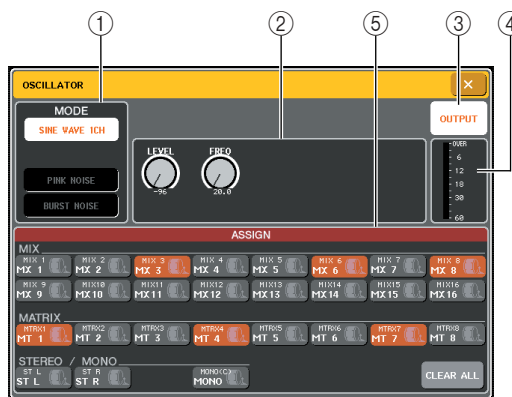 ① ② ③ ④ ⑤
OSCILLATOR ×
MODE
SINE WAVE 1CH
PINK NOISE
BURST NOISE
LEVEL FREQ
-96 20.0
OUTPUT
OVER
6
12
18
30
60
ASSIGN
MIX
MIX 1 MIX 2 MIX 3 MIX 4 MIX 5 MIX 6 MIX 7 MIX 8
MX 1 MX 2 MX 3 MX 4 MX 5 MX 6 MX 7 MX 8
MIX 9 MIX10 MIX11 MIX12 MIX13 MIX14 MIX15 MIX16
MX 9 MX10 MX11 MX12 MX13 MX14 MX15 MX16
MATRIX
MTRX1 MTRX2 MTRX3 MTRX4 MTRX5 MTRX6 MTRX7 MTRX8
MT 1 MT 2 MT 3 MT 4 MT 5 MT 6 MT 7 MT 8
STEREO / MONO
ST L ST R MONO(C)
ST L ST R MONO
CLEAR ALL